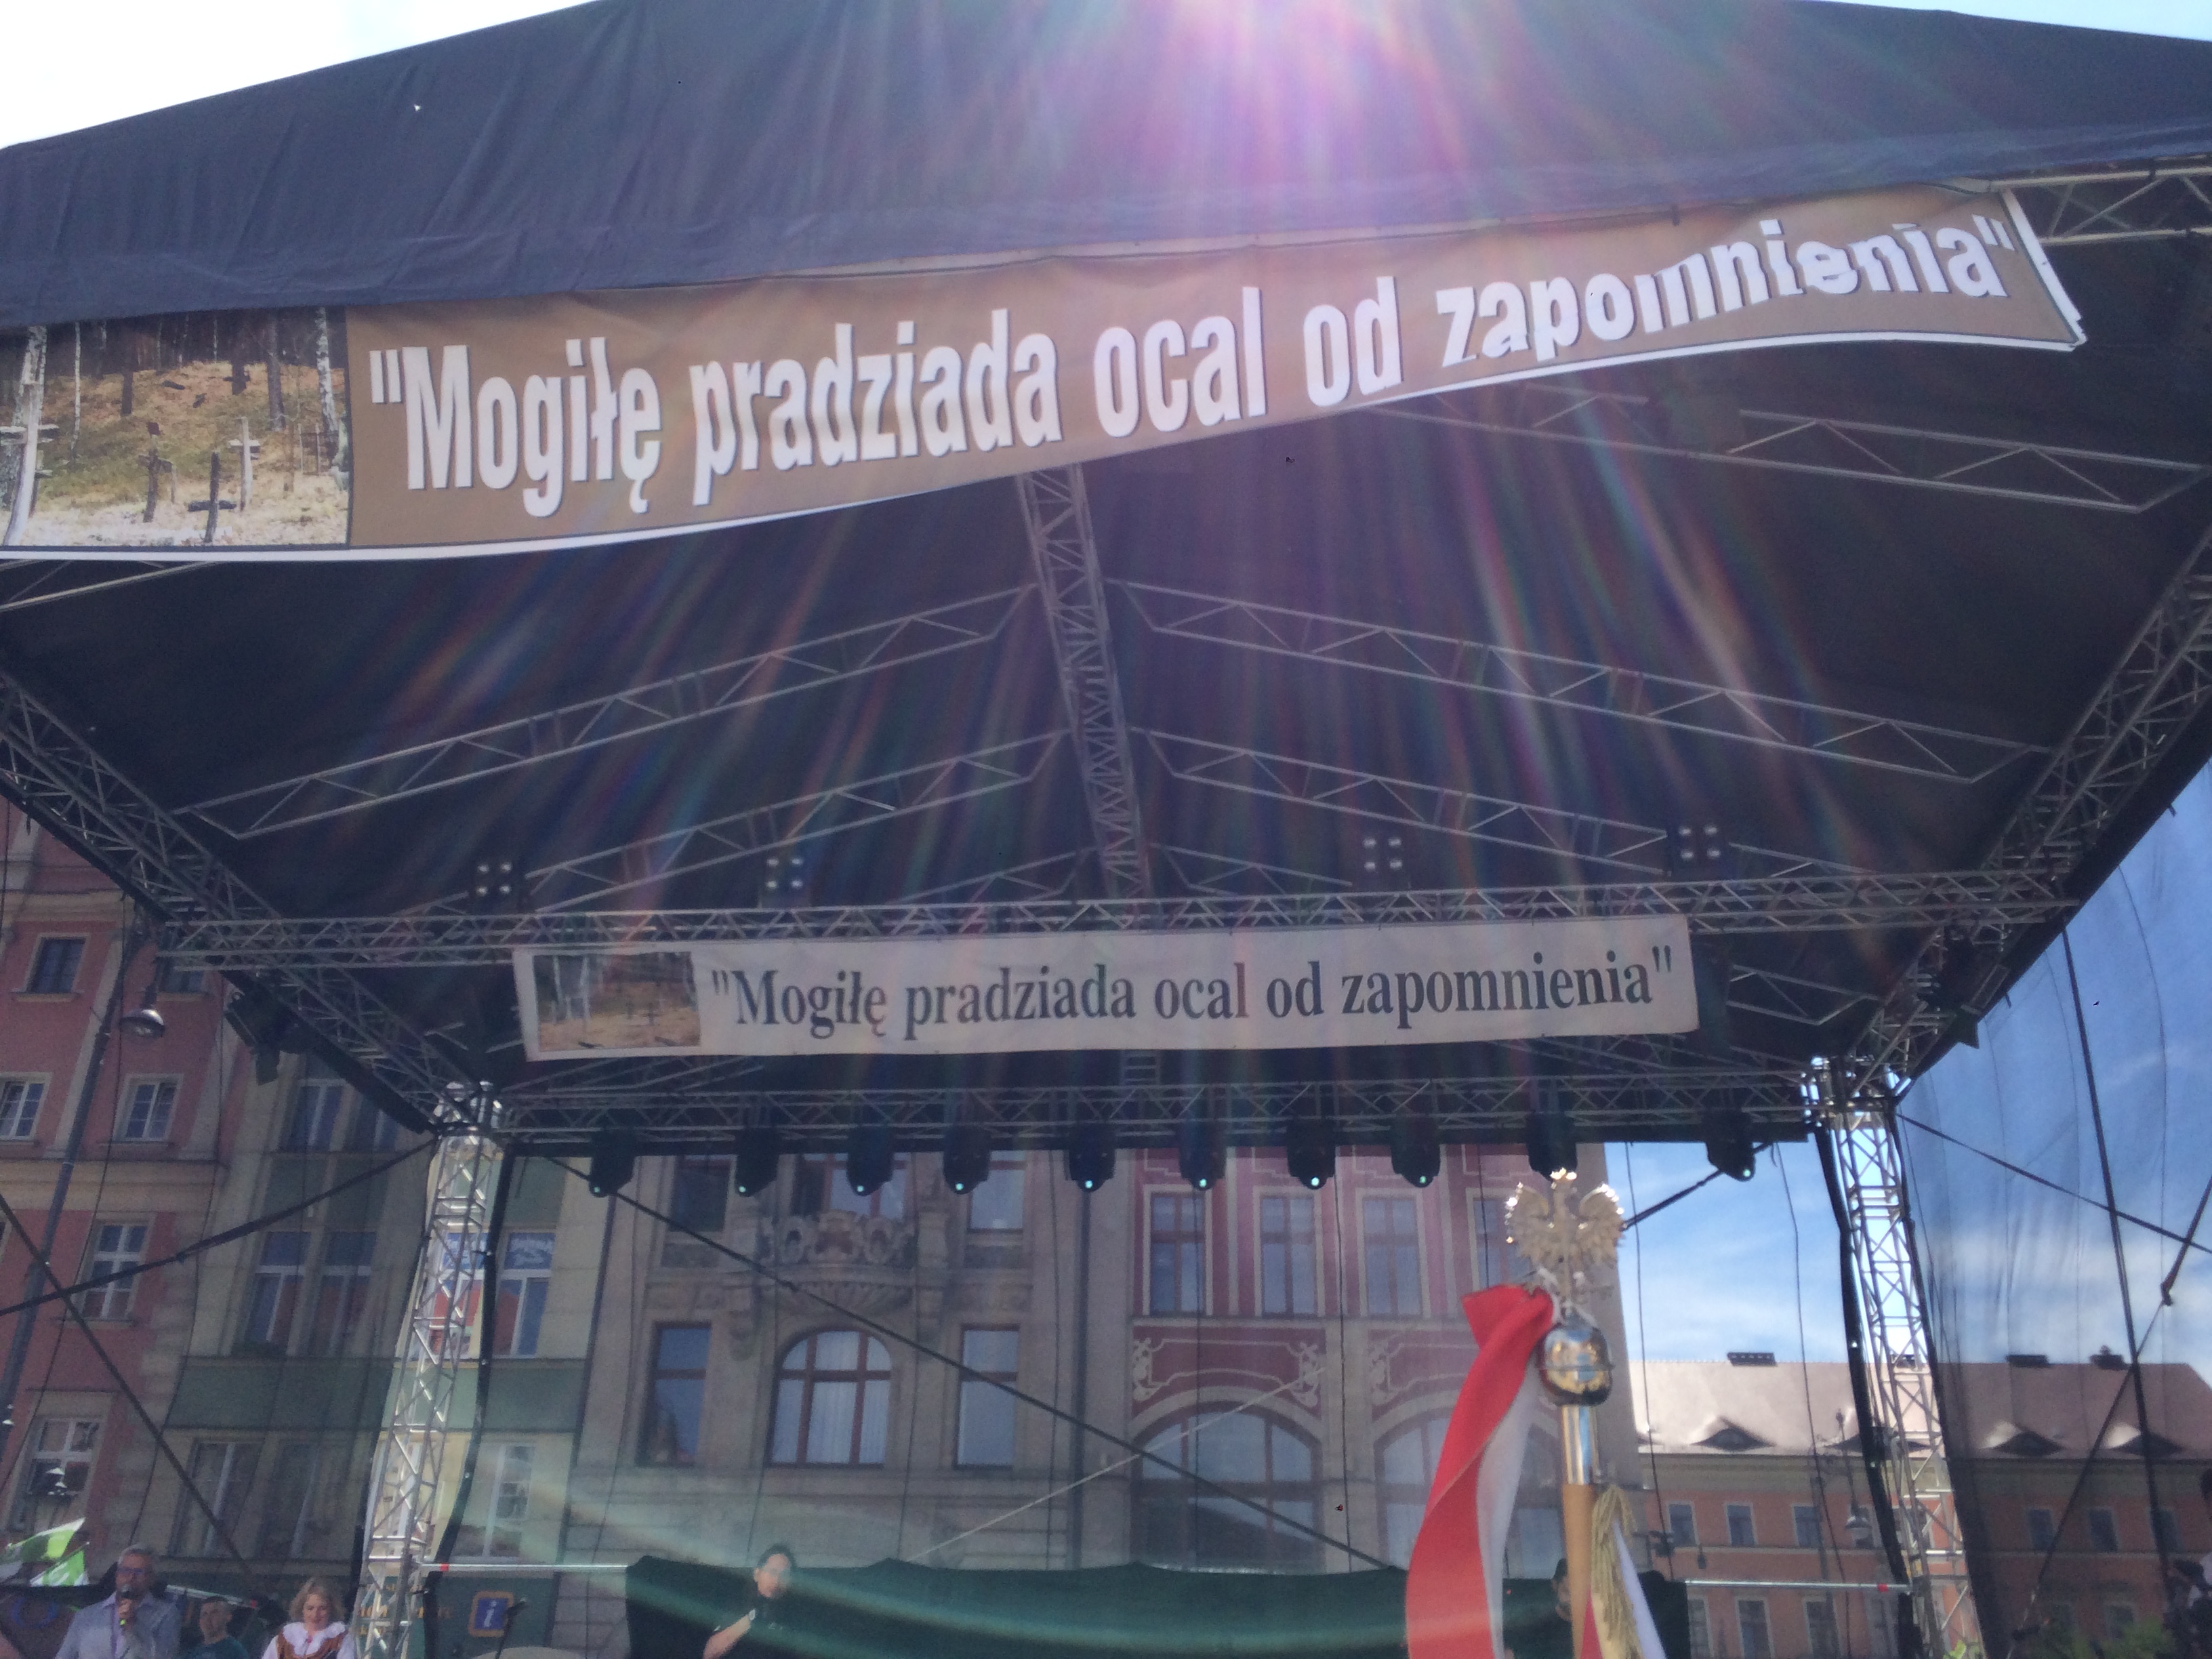 "Mogiłę pradziada ocal od zapomnienia"
"Mogiłę pradziada ocal od zapomnienia"
i